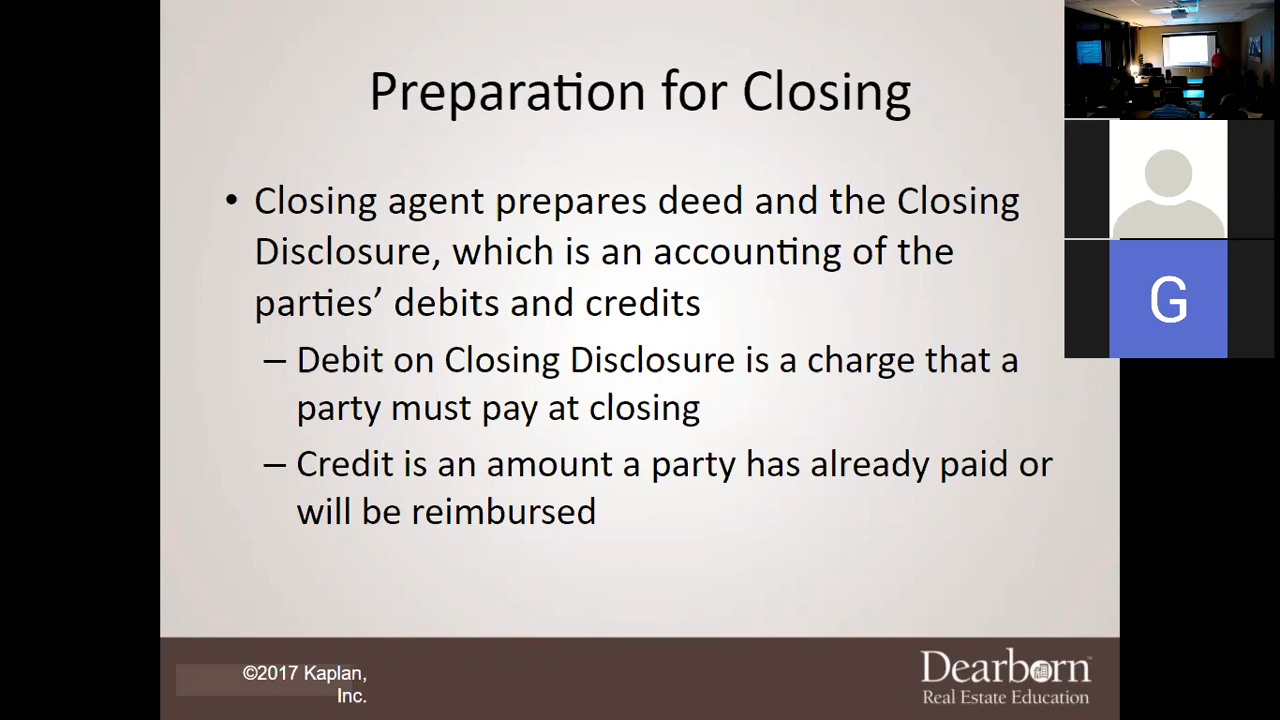 Preparation for Closing
• Closing agent prepares deed and the Closing
Disclosure, which is an accounting of the
parties’ debits and credits
– Debit on Closing Disclosure is a charge that a
party must pay at closing
– Credit is an amount a party has already paid or
will be reimbursed
G
©2017 Kaplan,
Inc.
Dearborn™
Real Estate Education